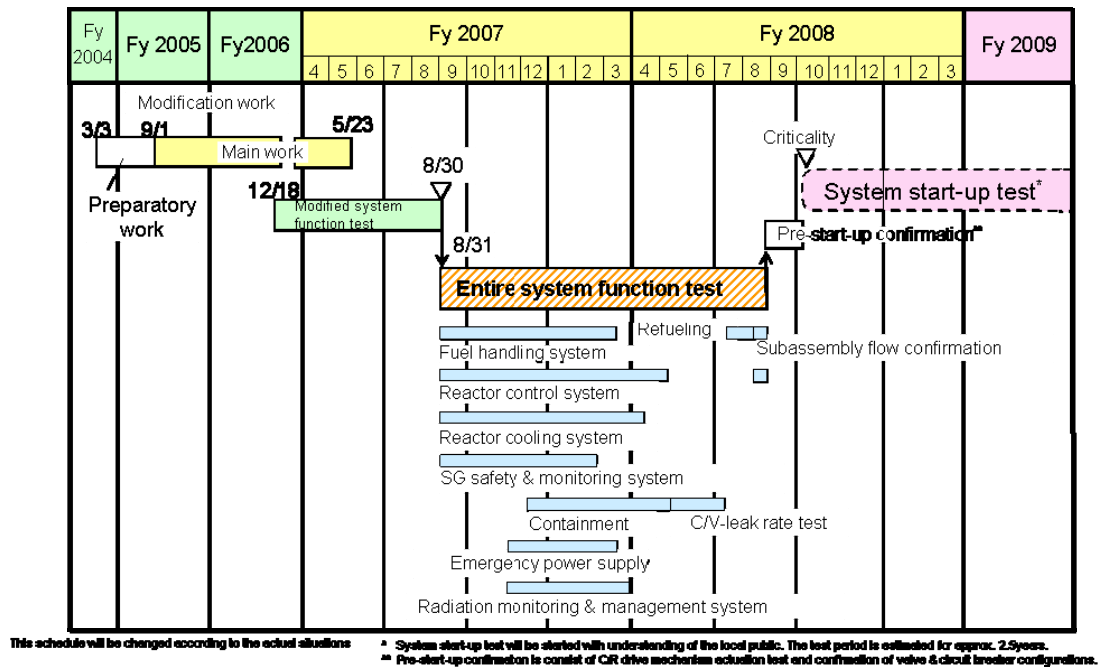 Fy
2004
Fy 2005
Fy2006
Fy 2007
Fy 2008
Fy 2009
4 5 6 7 8 9 10 11 12 1 2 3 4 5 6 7 8 10 11 12 1 2 3
Modification work
3/3
9/1
5/23
Main work
Preparatory
work
12/18
Modified system
function test
8/30
8/31
Criticality
System start-up test*
Pre-start-up confirmation**
Entire system function test
Refueling
Fuel handling system
Subassembly flow confirmation
Reactor control system
Reactor cooling system
SG safety & monitoring system
Containment
C/V-leak rate test
Emergency power supply
Radiation monitoring & management system
This schedule will be changed according to the actual situations
* System start-up test will be started with understanding of the local public. The test period is estimated for approx. 2.5years.
** Pre-start-up confirmation is consist of C/R drive mechanism actuation test and confirmation of valve & circuit breaker configurations.